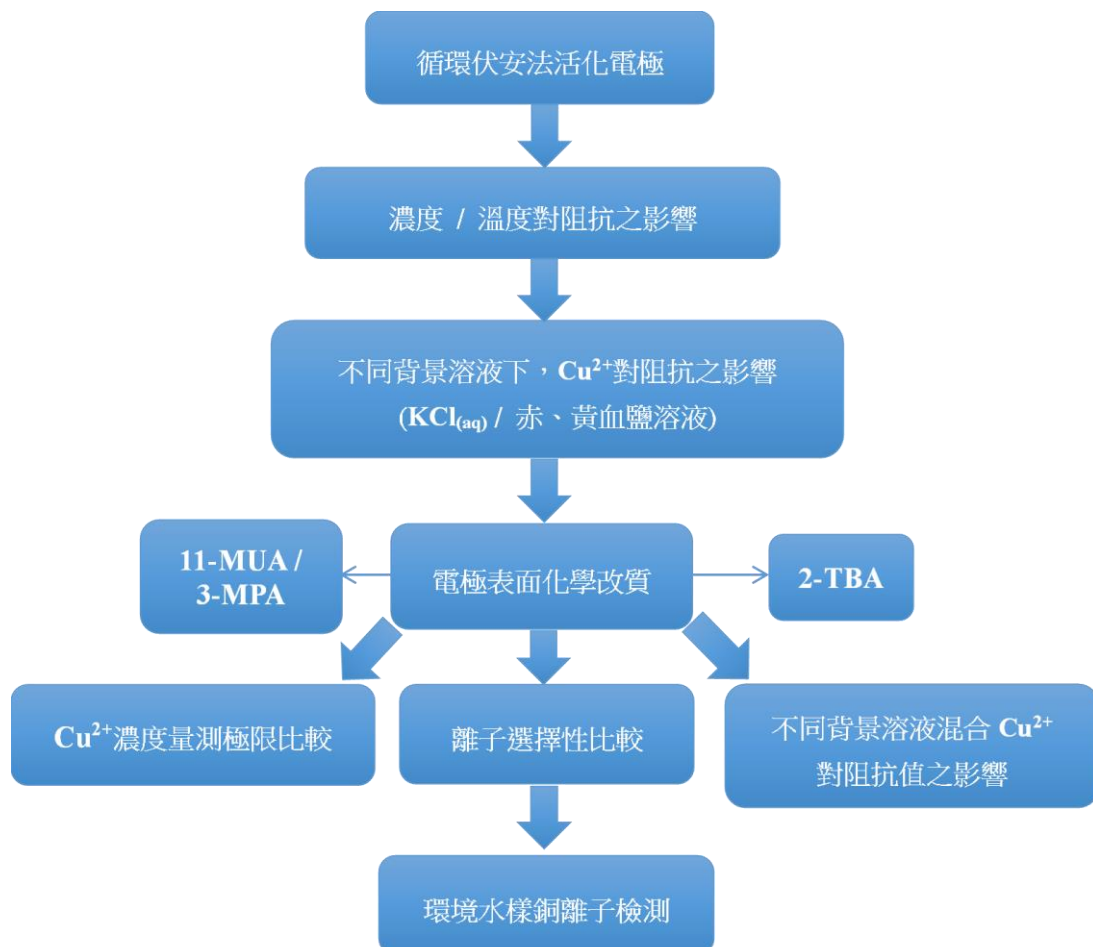 循環伏安法活化電極
濃度 / 溫度對阻抗之影響
不同背景溶液下，Cu²⁺對阻抗之影響
(KCl₍aq₎ / 赤、黃血鹽溶液)
11-MUA /
3-MPA
電極表面化學改質
2-TBA
Cu²⁺濃度量測極限比較
離子選擇性比較
不同背景溶液混合 Cu²⁺
對阻抗值之影響
環境水樣銅離子檢測